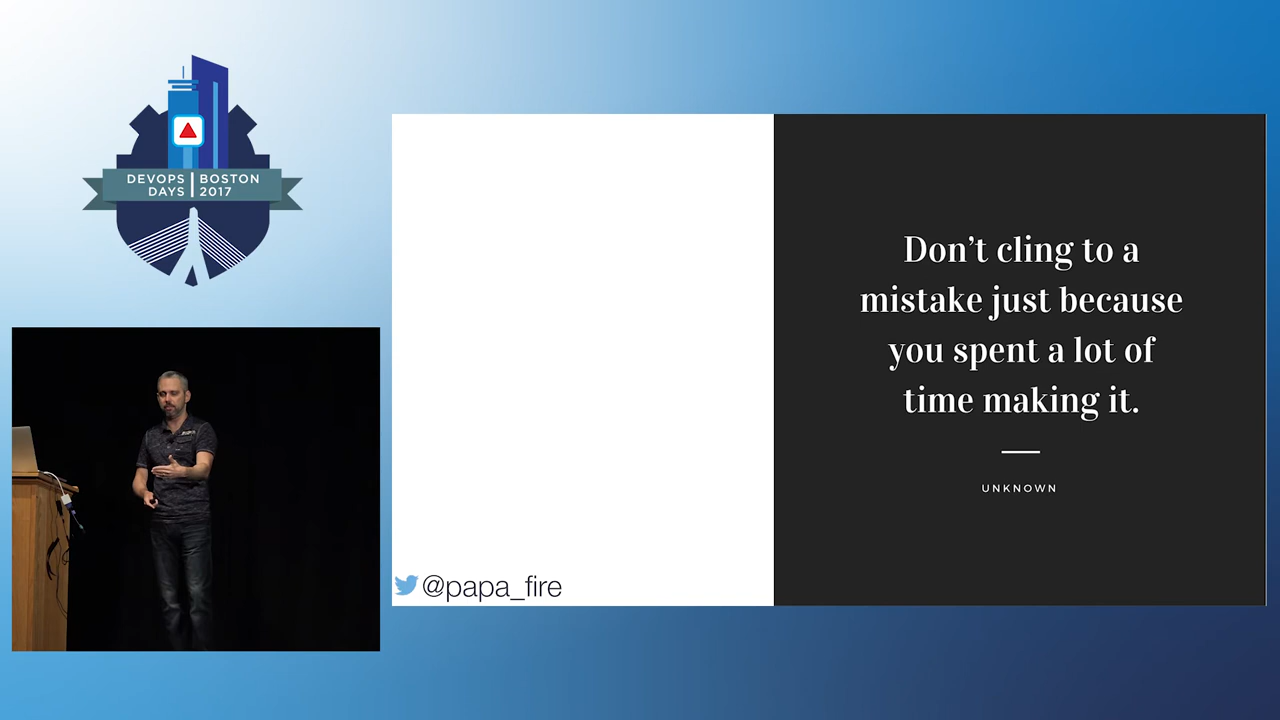 DEVOPS BOSTON
DAYS 2017
Don't cling to a
mistake just because
you spent a lot of
time making it.
UNKNOWN
@papa_fire